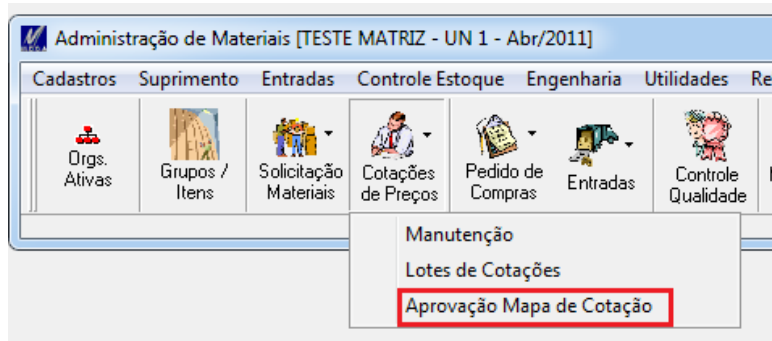 Administração de Materiais [TESTE MATRIZ - UN 1 - Abr/2011]
Cadastros Suprimento Entradas Controle Estoque Engenharia Utilidades Re
Orgs. Ativas
Grupos / Itens
Solicitação Materiais
Cotações de Preços
Pedido de Compras
Entradas
Controle Qualidade
Manutenção
Lotes de Cotações
Aprovação Mapa de Cotação